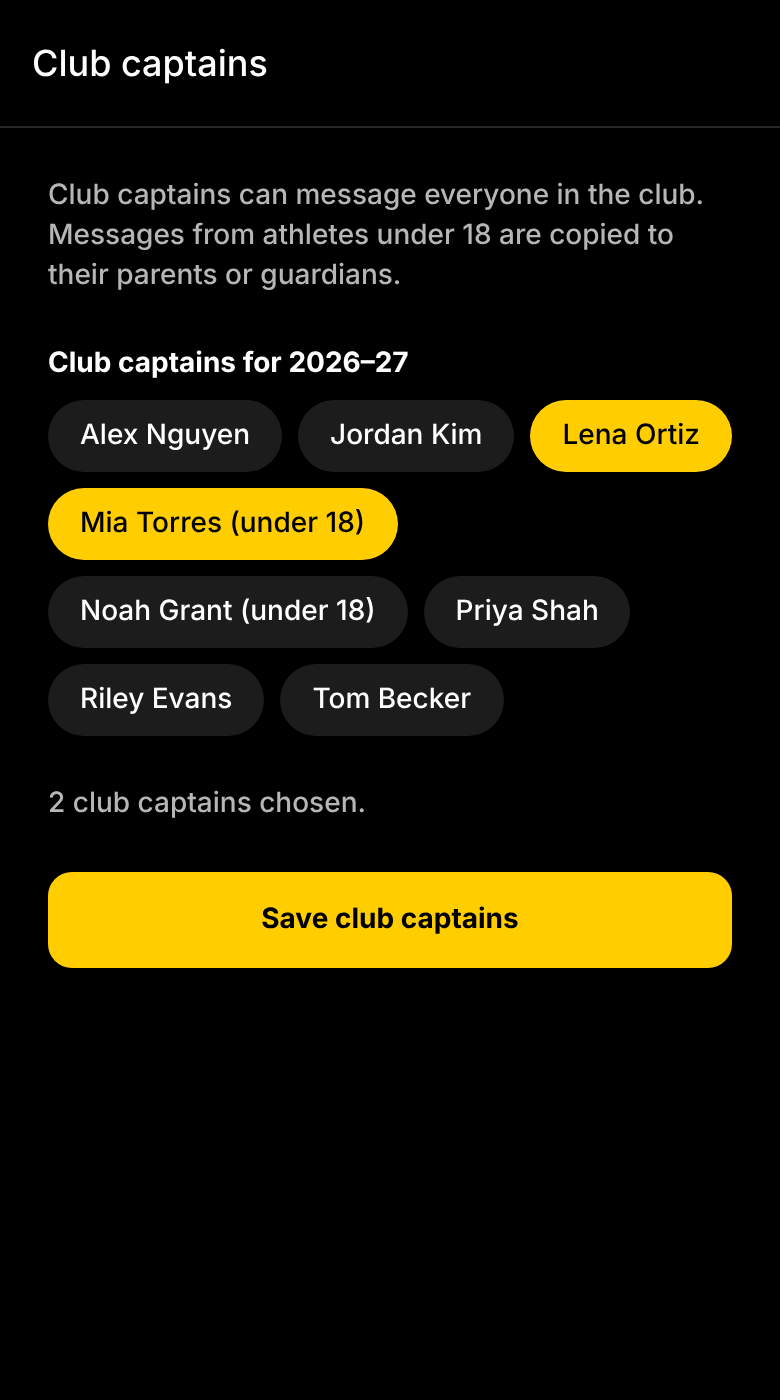 Club captains
Club captains can message everyone in the club.
Messages from athletes under 18 are copied to
their parents or guardians.
Club captains for 2026–27
Alex Nguyen
Jordan Kim
Lena Ortiz
Mia Torres (under 18)
Noah Grant (under 18)
Priya Shah
Riley Evans
Tom Becker
2 club captains chosen.
Save club captains